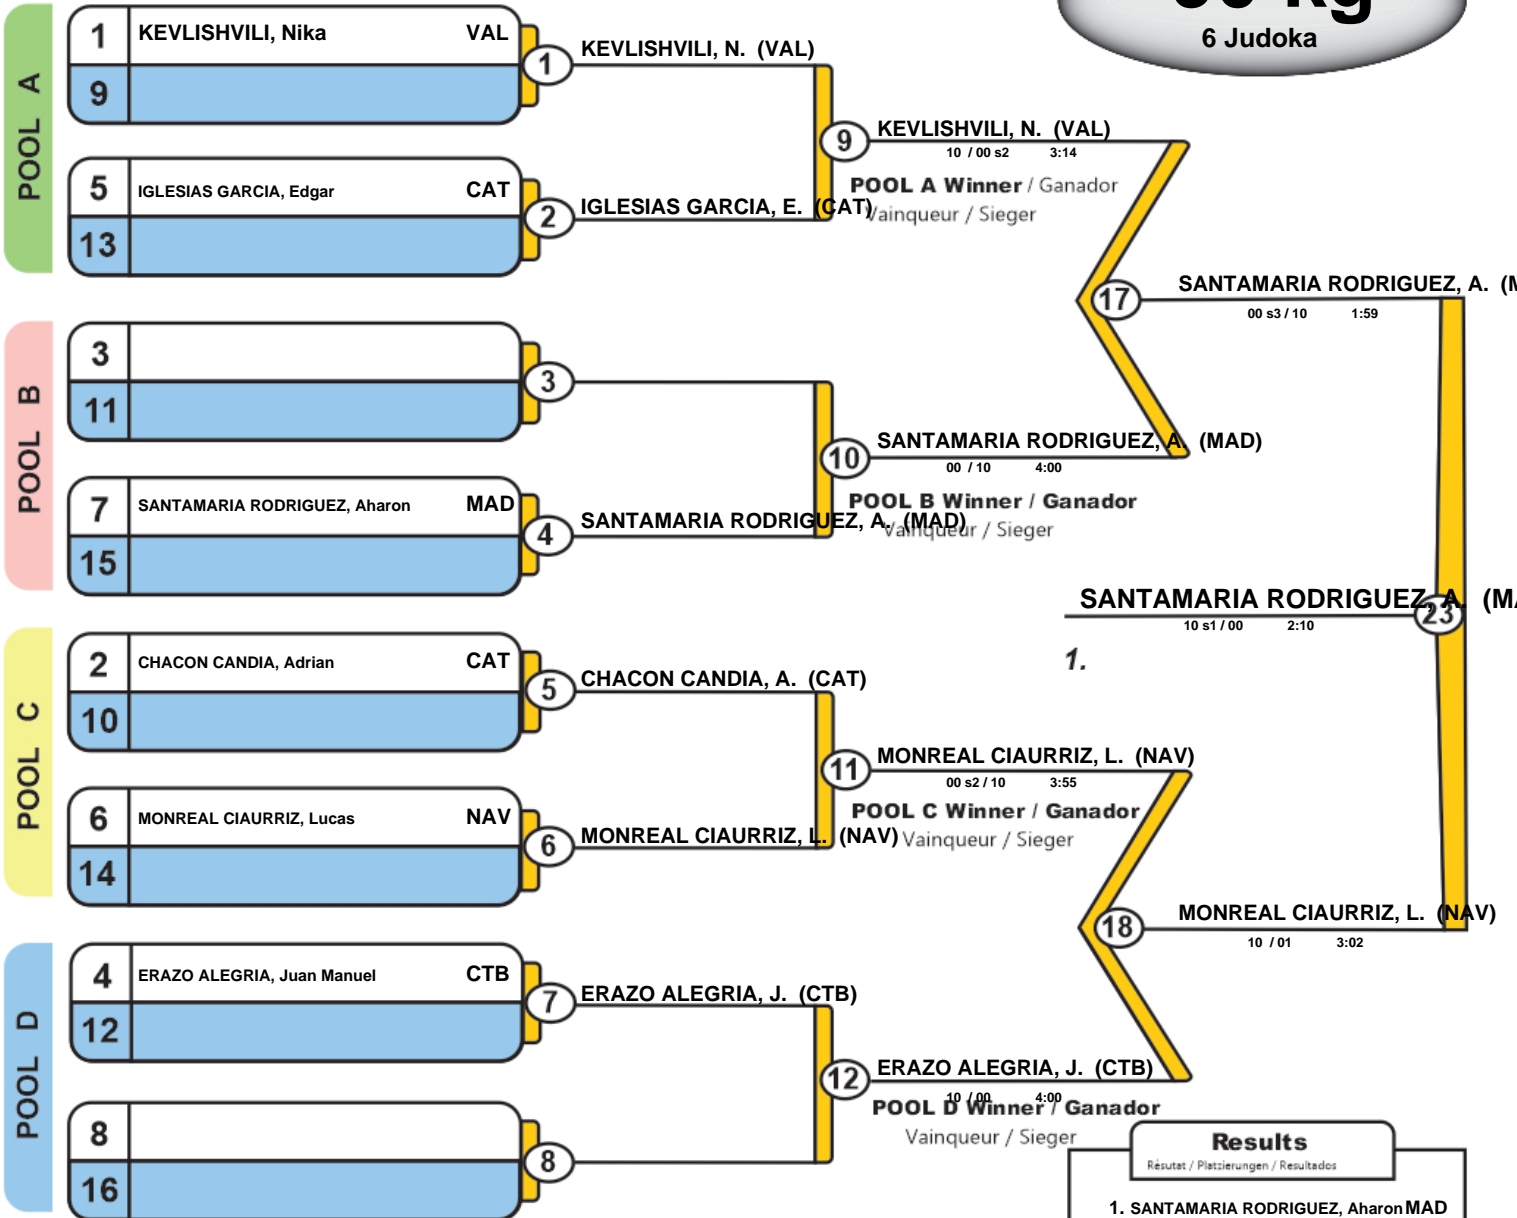 6 Judoka
POOL A
1 KEVLISHVILI, Nika VAL
9
5 IGLESIAS GARCIA, Edgar CAT
13
1 KEVLISHVILI, N. (VAL)
2 IGLESIAS GARCIA, E. (CAT)
9 KEVLISHVILI, N. (VAL)
10 / 00 s2 3:14
POOL A Winner / Ganador
Vainqueur / Sieger
POOL B
3
11
7 SANTAMARIA RODRIGUEZ, Aharon MAD
15
3
4 SANTAMARIA RODRIGUEZ, A. (MAD)
10 SANTAMARIA RODRIGUEZ, A. (MAD)
00 / 10 4:00
POOL B Winner / Ganador
Vainqueur / Sieger
17 SANTAMARIA RODRIGUEZ, A.
00 s3 / 10 1:59
SANTAMARIA RODRIGUEZ, A. 23
10 s1 / 00 2:10
1.
POOL C
2 CHACON CANDIA, Adrian CAT
10
6 MONREAL CIAURRIZ, Lucas NAV
14
5 CHACON CANDIA, A. (CAT)
6 MONREAL CIAURRIZ, L. (NAV)
11 MONREAL CIAURRIZ, L. (NAV)
00 s2 / 10 3:55
POOL C Winner / Ganador
Vainqueur / Sieger
18 MONREAL CIAURRIZ, L. (NAV)
10 / 01 3:02
POOL D
4 ERAZO ALEGRIA, Juan Manuel CTB
12
8
16
7 ERAZO ALEGRIA, J. (CTB)
8
12 ERAZO ALEGRIA, J. (CTB)
10 / 00 4:00
POOL D Winner / Ganador
Vainqueur / Sieger
Results
Résutat / Platzierungen / Resultados
1. SANTAMARIA RODRIGUEZ, Aharon MAD